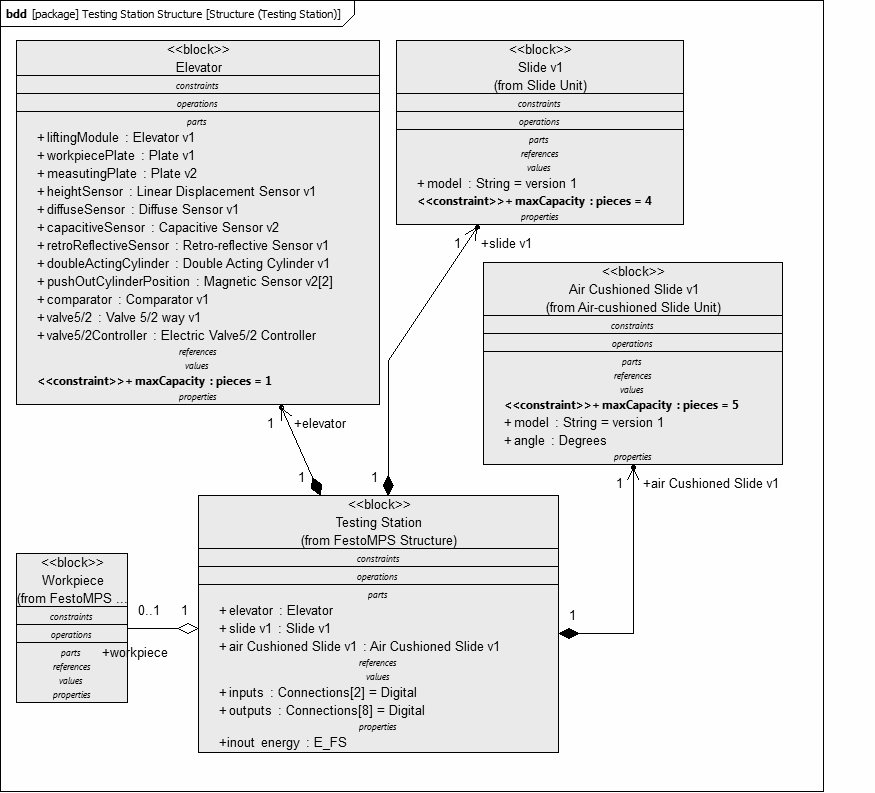 bdd [package] Testing Station Structure [Structure (Testing Station)]
<<block>>
Elevator
constraints
operations
parts
+ liftingModule : Elevator v1
+ workpiecePlate : Plate v1
+ measutingPlate : Plate v2
+ heightSensor : Linear Displacement Sensor v1
+ diffuseSensor : Diffuse Sensor v1
+ capacitiveSensor : Capacitive Sensor v2
+ retroReflectiveSensor : Retro-reflective Sensor v1
+ doubleActingCylinder : Double Acting Cylinder v1
+ pushOutCylinderPosition : Magnetic Sensor v2[2]
+ comparator : Comparator v1
+ valve5/2 : Valve 5/2 way v1
+ valve5/2Controller : Electric Valve5/2 Controller
references
values
<<constraint>>+ maxCapacity : pieces = 1
properties
<<block>>
Slide v1
(from Slide Unit)
constraints
operations
parts
references
values
+ model : String = version 1
<<constraint>>+ maxCapacity : pieces = 4
properties
1 +slide v1
<<block>>
Air Cushioned Slide v1
(from Air-cushioned Slide Unit)
constraints
operations
parts
references
values
<<constraint>>+ maxCapacity : pieces = 5
+ model : String = version 1
+ angle : Degrees
properties
1 +elevator
1 +air Cushioned Slide v1
1
1
<<block>>
Testing Station
(from FestoMPS Structure)
constraints
operations
parts
+ elevator : Elevator
+ slide v1 : Slide v1
+ air Cushioned Slide v1 : Air Cushioned Slide v1
references
values
+ inputs : Connections[2] = Digital
+ outputs : Connections[8] = Digital
properties
+inout energy : E_FS
1
<<block>>
Workpiece
(from FestoMPS ...
constraints
operations
parts
references
values
properties
0..1 1
+workpiece